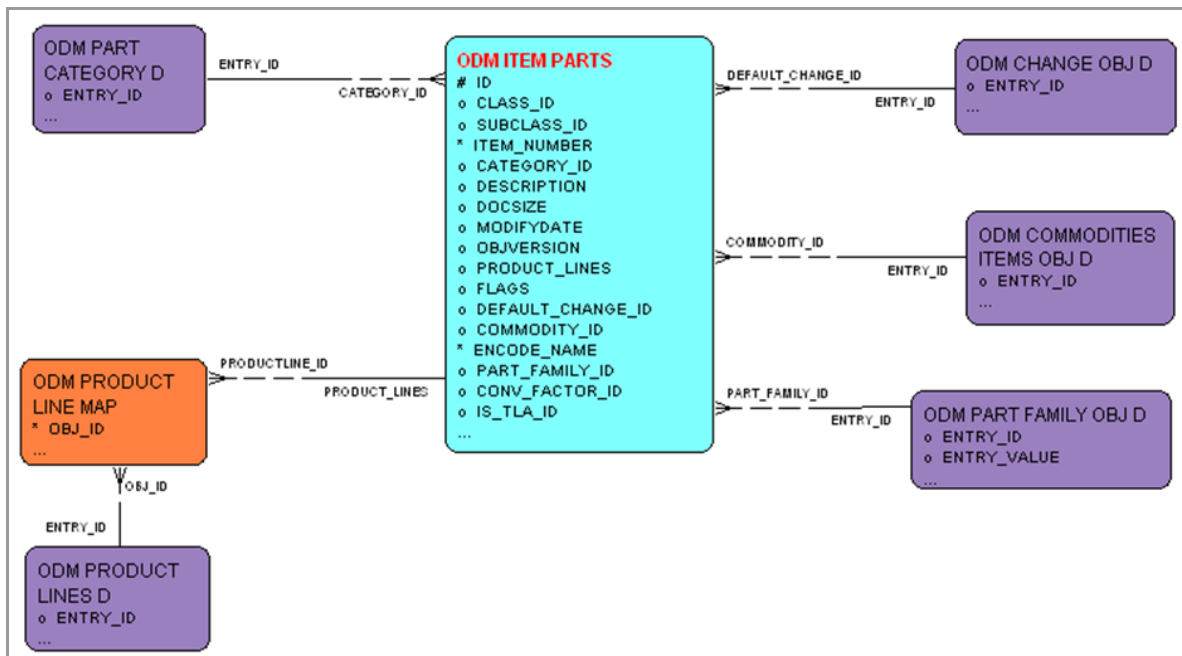 ODM PART
CATEGORY D
o ENTRY_ID
...
ENTRY_ID
CATEGORY_ID
ODM ITEM PARTS
# ID
o CLASS_ID
o SUBCLASS_ID
* ITEM_NUMBER
o CATEGORY_ID
o DESCRIPTION
o DOCSIZE
o MODIFYDATE
o OBJVERSION
o PRODUCT_LINES
o FLAGS
o DEFAULT_CHANGE_ID
o COMMODITY_ID
* ENCODE_NAME
o PART_FAMILY_ID
o CONV_FACTOR_ID
o IS_TLA_ID
...
DEFAULT_CHANGE_ID
ENTRY_ID
ODM CHANGE OBJ D
o ENTRY_ID
...
COMMODITY_ID
ENTRY_ID
ODM COMMODITIES
ITEMS OBJ D
o ENTRY_ID
...
PART_FAMILY_ID
ENTRY_ID
ODM PART FAMILY OBJ D
o ENTRY_ID
o ENTRY_VALUE
...
PRODUCTLINE_ID
PRODUCT_LINES
ODM PRODUCT
LINE MAP
* OBJ_ID
...
OBJ_ID
ENTRY_ID
ODM PRODUCT
LINES D
o ENTRY_ID
...